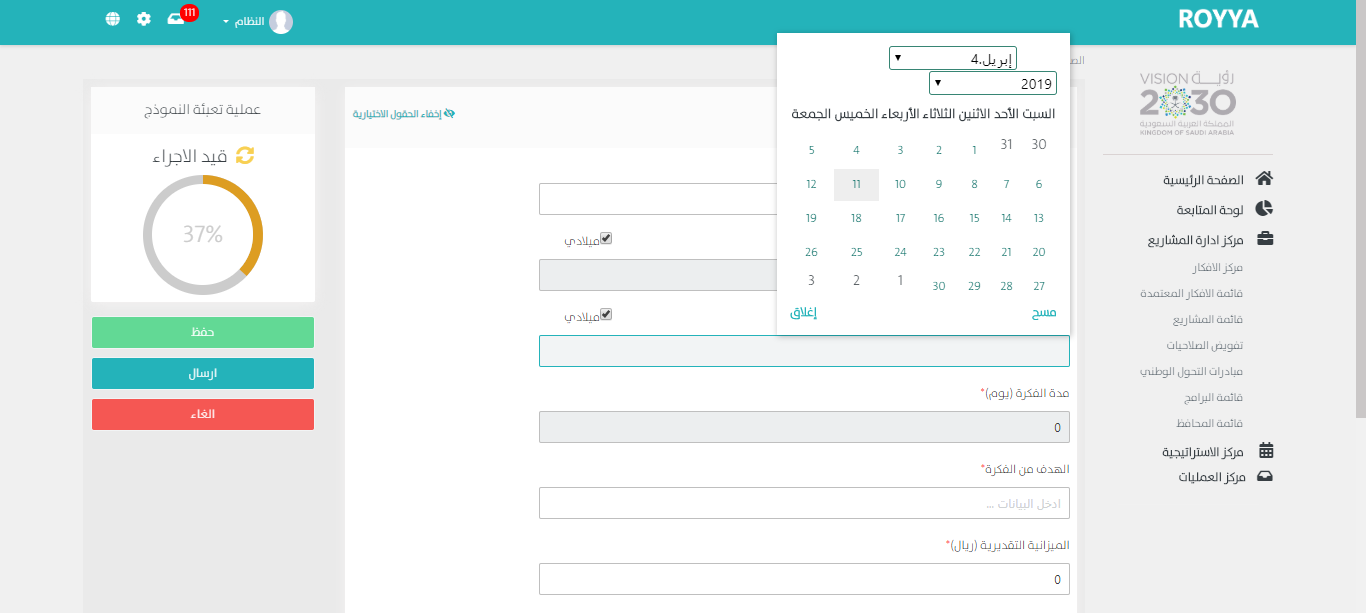 ROYYA
النظام
111
رؤيــة VISION
2030
المملكة العربية السعودية
KINGDOM OF SAUDI ARABIA
الصفحة الرئيسية
لوحة المتابعة
مركز ادارة المشاريع
مركز الافكار
قائمة الافكار المعتمدة
قائمة المشاريع
تفويض الصلاحيات
مبادرات التحول الوطني
قائمة البرامج
قائمة المحافظ
مركز الاستراتيجية
مركز العمليات
إخفاء الحقول الاختيارية
إبريل.4
2019
السبت الأحد الاثنين الثلاثاء الأربعاء الخميس الجمعة
30 31 1 2 3 4 5
6 7 8 9 10 11 12
13 14 15 16 17 18 19
20 21 22 23 24 25 26
27 28 29 30 1 2 3
مسح إغلاق
ميلادي
ميلادي
مدة الفكرة (يوم)*
0
الهدف من الفكرة*
ادخل البيانات ...
الميزانية التقديرية (ريال)*
0
عملية تعبئة النموذج
قيد الاجراء
37%
حفظ
ارسال
الغاء